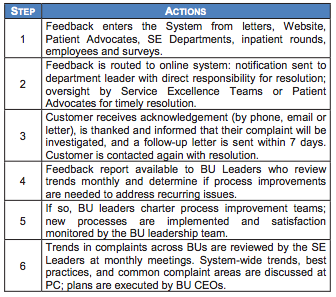 STEP ACTIONS
1 Feedback enters the System from letters, Website,
Patient Advocates, SE Departments, inpatient rounds,
employees and surveys.
2 Feedback is routed to online system: notification sent to
department leader with direct responsibility for resolution;
oversight by Service Excellence Teams or Patient
Advocates for timely resolution.
3 Customer receives acknowledgement (by phone, email or
letter), is thanked and informed that their complaint will be
investigated, and a follow-up letter is sent within 7 days.
Customer is contacted again with resolution.
4 Feedback report available to BU Leaders who review
trends monthly and determine if process improvements
are needed to address recurring issues.
5 If so, BU leaders charter process improvement teams;
new processes are implemented and satisfaction
monitored by the BU leadership team.
6 Trends in complaints across BUs are reviewed by the SE
Leaders at monthly meetings. System-wide trends, best
practices, and common complaint areas are discussed at
PC; plans are executed by BU CEOs.